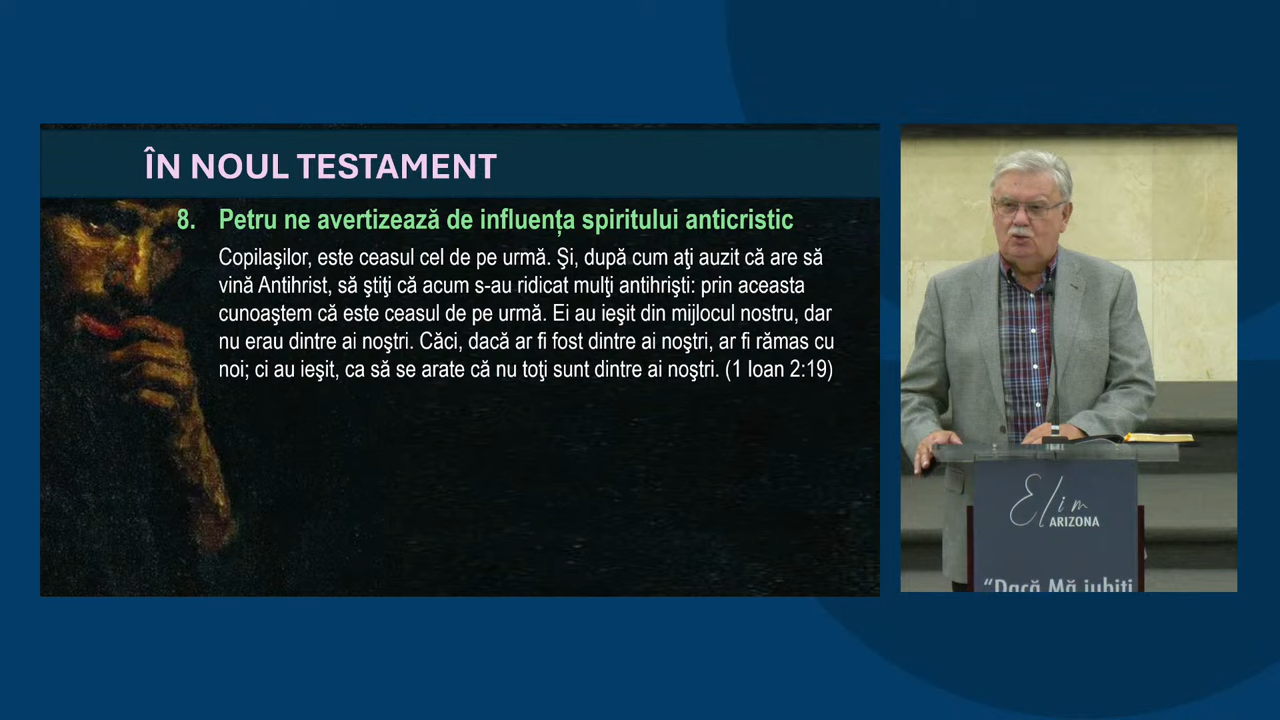 ÎN NOUL TESTAMENT
8. Petru ne avertizează de influența spiritului anticristic
Copilaşilor, este ceasul cel de pe urmă. Şi, după cum aţi auzit că are să
vină Antihrist, să ştiţi că acum s-au ridicat mulţi antihrişti: prin aceasta
cunoaştem că este ceasul de pe urmă. Ei au ieşit din mijlocul nostru, dar
nu erau dintre ai noştri. Căci, dacă ar fi fost dintre ai noştri, ar fi rămas cu
noi; ci au ieşit, ca să se arate că nu toţi sunt dintre ai noştri. (1 Ioan 2:19)
Elim
ARIZONA
“Dacă Mă iubiți